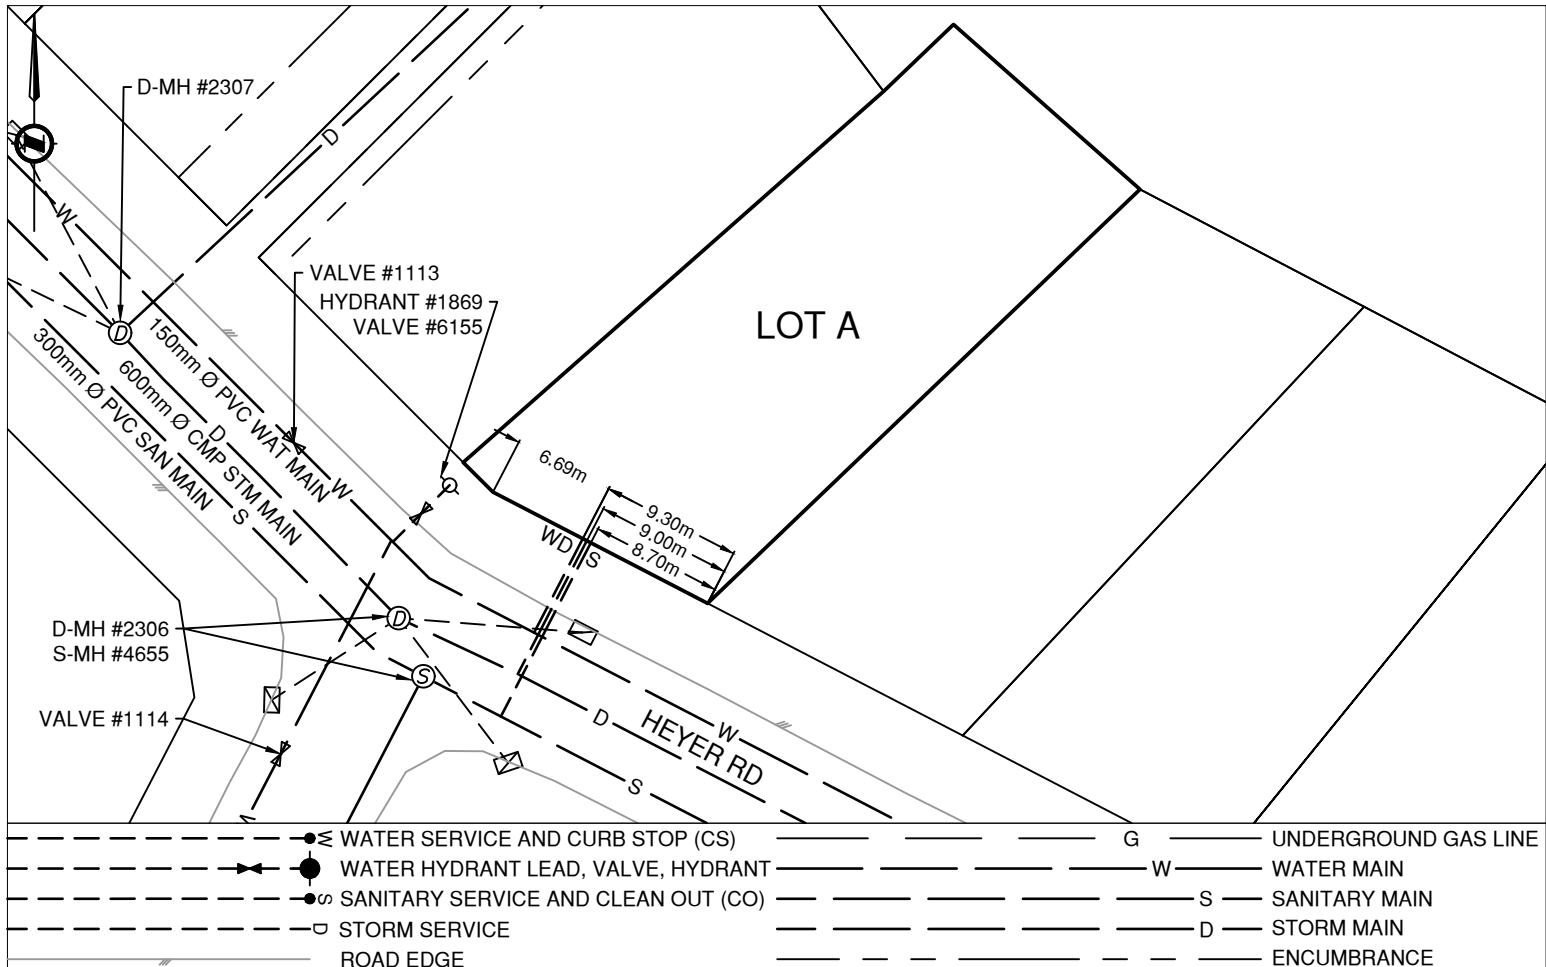 D-MH #2307
D
W
VALVE #1113
HYDRANT #1869
VALVE #6155
LOT A
D
150mm Ø PVC WAT MAIN
600mm Ø CMP STM MAIN
300mm Ø PVC SAN MAIN
D
W
S
6.69m
9.30m
9.00m
8.70m
WD
S
D
D-MH #2306
S-MH #4655
S
VALVE #1114
W
D
HEYER RD
S
W
W WATER SERVICE AND CURB STOP (CS)
WATER HYDRANT LEAD, VALVE, HYDRANT
S SANITARY SERVICE AND CLEAN OUT (CO)
D STORM SERVICE
ROAD EDGE
G UNDERGROUND GAS LINE
W WATER MAIN
S SANITARY MAIN
D STORM MAIN
ENCUMBRANCE